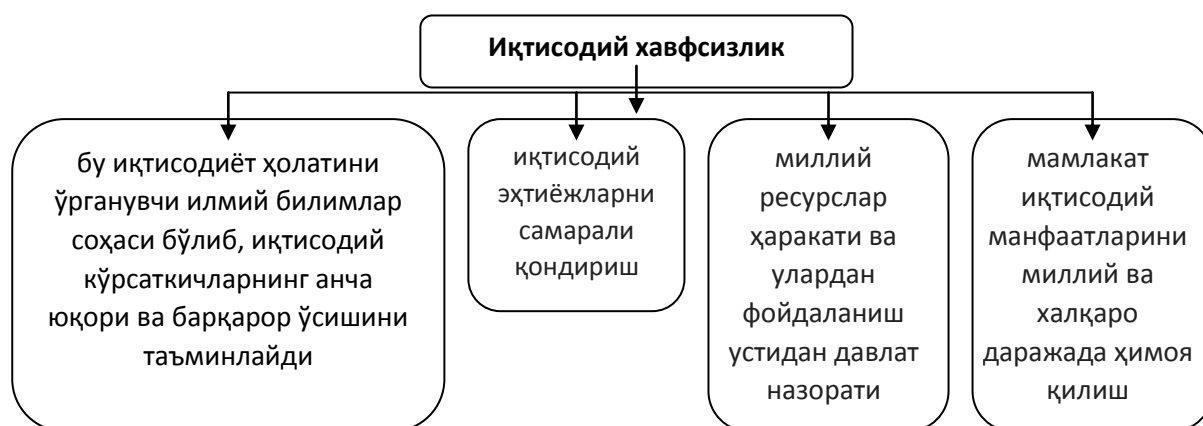 Иқтисодий хавфсизлик
бу иқтисодиёт ҳолатини
ўрганувчи илмий билимлар
соҳаси бўлиб, иқтисодий
кўрсаткичларнинг анча
юқори ва барқарор ўсишини
таъминлайди
иқтисодий
эҳтиёжларни
самарали
қондириш
миллий
ресурслар
ҳаракати ва
улардан
фойдаланиш
устидан давлат
назорати
мамлакат
иқтисодий
манфаатларини
миллий ва
халқаро
даражада ҳимоя
қилиш